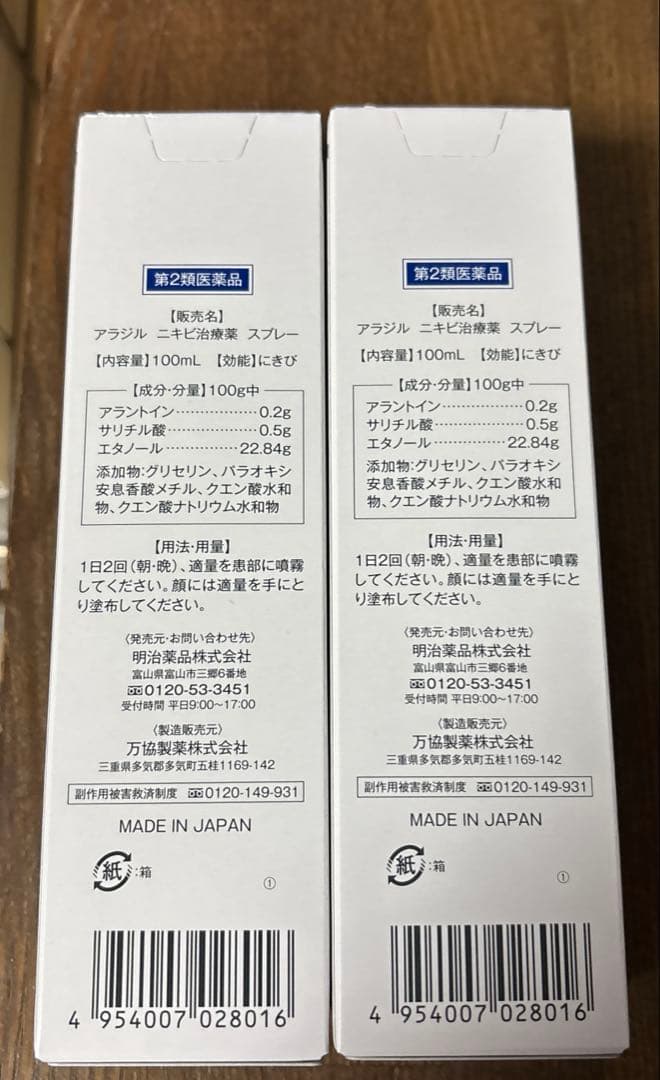 第2類医薬品
【販売名】
アラジル ニキビ治療薬 スプレー
【内容量】100mL 【効能】にきび
【成分・分量】100g中
アラントイン………………0.2g
サリチル酸…………………0.5g
エタノール………………22.84g
添加物:グリセリン、パラオキシ
安息香酸メチル、クエン酸水和
物、クエン酸ナトリウム水和物
【用法・用量】
1日2回(朝・晩)、適量を患部に噴霧
してください。顔には適量を手にと
り塗布してください。
〈発売元・お問い合わせ先〉
明治薬品株式会社
富山県富山市三郷6番地
0120-53-3451
受付時間 平日9:00〜17:00
〈製造販売元〉
万協製薬株式会社
三重県多気郡多気町五桂1169-142
副作用被害救済制度 0120-149-931
MADE IN JAPAN
紙:箱
①
4 954007 028016
第2類医薬品
【販売名】
アラジル ニキビ治療薬 スプレー
【内容量】100mL 【効能】にきび
【成分・分量】100g中
アラントイン………………0.2g
サリチル酸…………………0.5g
エタノール………………22.84g
添加物:グリセリン、パラオキシ
安息香酸メチル、クエン酸水和
物、クエン酸ナトリウム水和物
【用法・用量】
1日2回(朝・晩)、適量を患部に噴霧
してください。顔には適量を手にと
り塗布してください。
〈発売元・お問い合わせ先〉
明治薬品株式会社
富山県富山市三郷6番地
0120-53-3451
受付時間 平日9:00〜17:00
〈製造販売元〉
万協製薬株式会社
三重県多気郡多気町五桂1169-142
副作用被害救済制度 0120-149-931
MADE IN JAPAN
紙:箱
①
4 954007 028016